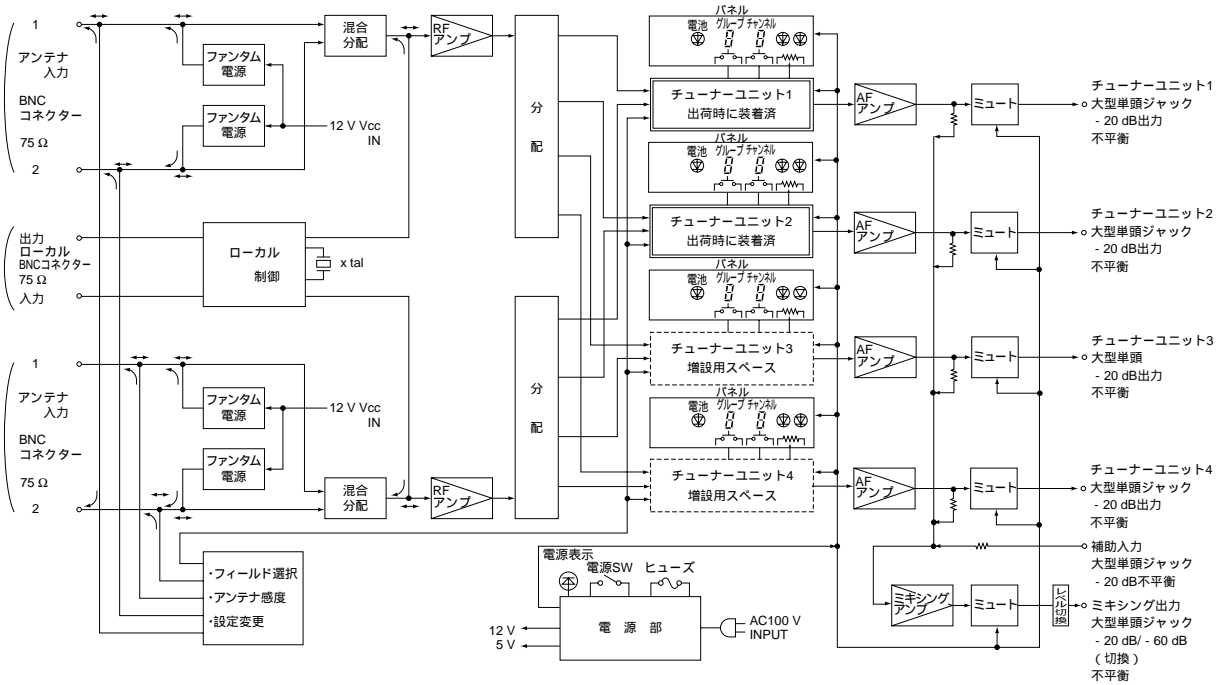 1
アンテナ
入力
BNC
コネクター
75 Ω
2
ファンタム
電源
ファンタム
電源
12 V Vcc
IN
混合
分配
RF
アンプ
分
配
出力
ローカル
BNCコネクター
75 Ω
入力
ローカル
制御
x tal
1
アンテナ
入力
BNC
コネクター
75 Ω
2
ファンタム
電源
ファンタム
電源
12 V Vcc
IN
混合
分配
RF
アンプ
分
配
・フィールド選択
・アンテナ感度
・設定変更
パネル
電池 グループ チャンネル
8 8
チューナーユニット1
出荷時に装着済
パネル
電池 グループ チャンネル
8 8
チューナーユニット2
出荷時に装着済
パネル
電池 グループ チャンネル
8 8
チューナーユニット3
増設用スペース
パネル
電池 グループ チャンネル
8 8
チューナーユニット4
増設用スペース
AF
アンプ
ミュート
チューナーユニット1
大型単頭ジャック
- 20 dB出力
不平衡
AF
アンプ
ミュート
チューナーユニット2
大型単頭ジャック
- 20 dB出力
不平衡
AF
アンプ
ミュート
チューナーユニット3
大型単頭
- 20 dB出力
不平衡
AF
アンプ
ミュート
チューナーユニット4
大型単頭ジャック
- 20 dB出力
不平衡
補助入力
大型単頭ジャック
- 20 dB不平衡
ミキシング
アンプ
ミュート
レベル切換
ミキシング出力
大型単頭ジャック
- 20 dB/ - 60 dB
（切換）
不平衡
電源表示
電源SW
ヒューズ
電 源 部
12 V
5 V
AC100 V
INPUT